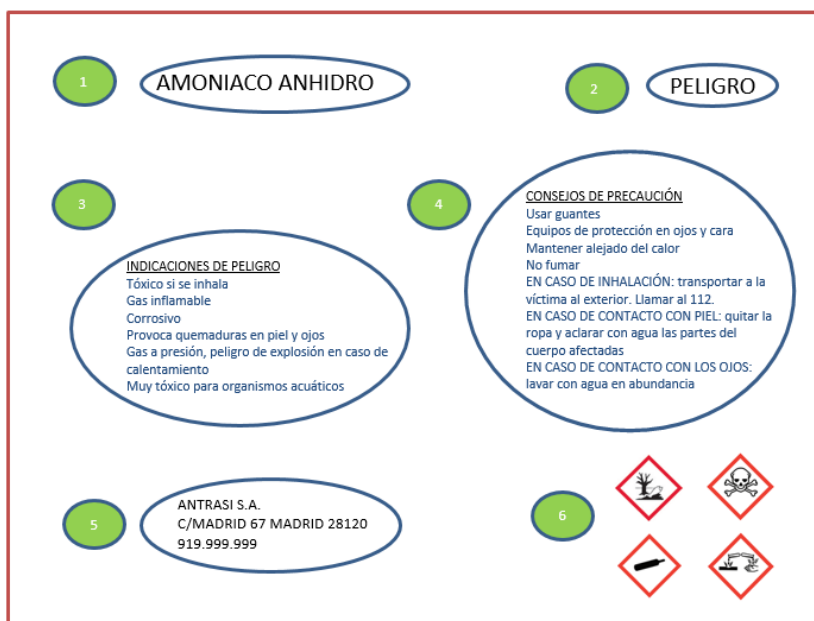 1
AMONIACO ANHIDRO
2
PELIGRO
3
INDICACIONES DE PELIGRO
Tóxico si se inhala
Gas inflamable
Corrosivo
Provoca quemaduras en piel y ojos
Gas a presión, peligro de explosión en caso de
calentamiento
Muy tóxico para organismos acuáticos
4
CONSEJOS DE PRECAUCIÓN
Usar guantes
Equipos de protección en ojos y cara
Mantener alejado del calor
No fumar
EN CASO DE INHALACIÓN: transportar a la
víctima al exterior. Llamar al 112.
EN CASO DE CONTACTO CON PIEL: quitar la
ropa y aclarar con agua las partes del
cuerpo afectadas
EN CASO DE CONTACTO CON LOS OJOS:
lavar con agua en abundancia
5
ANTRASI S.A.
C/MADRID 67 MADRID 28120
919.999.999
6